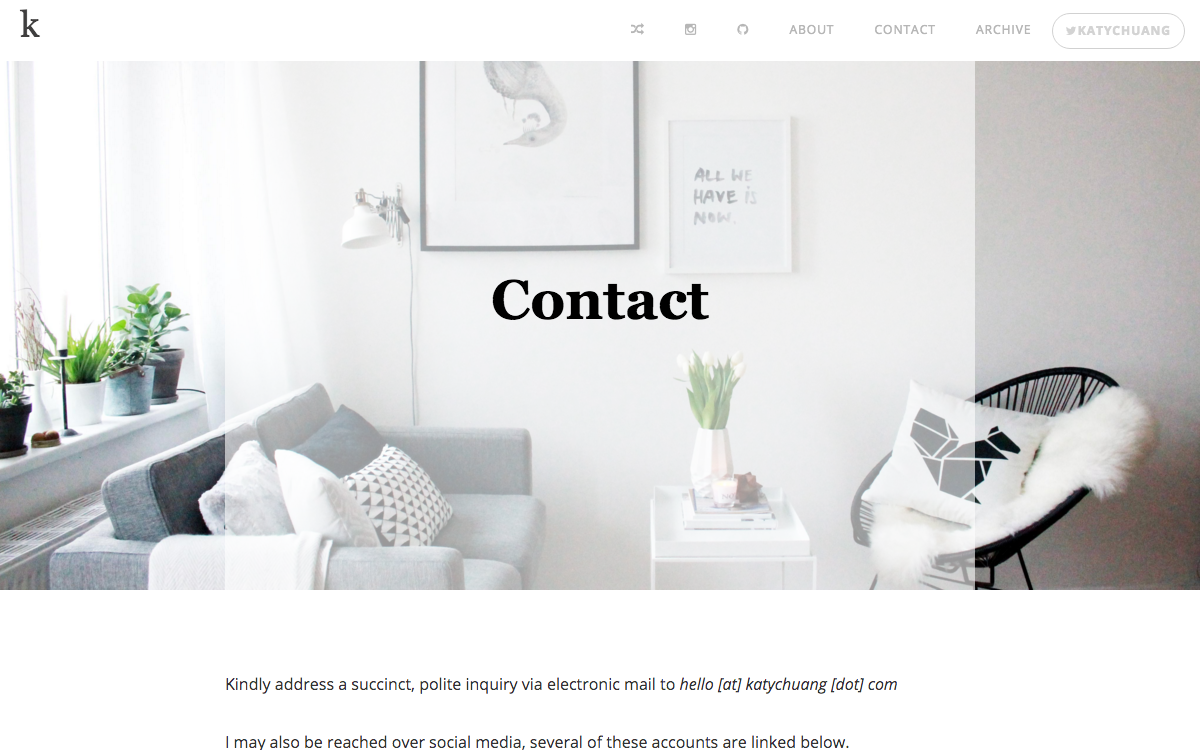 k
ABOUT
CONTACT
ARCHIVE
KATYCHUANG
ALL WE
HAVE is
NOW.
Contact
Kindly address a succinct, polite inquiry via electronic mail to hello [at] katychuang [dot] com
I may also be reached over social media, several of these accounts are linked below.